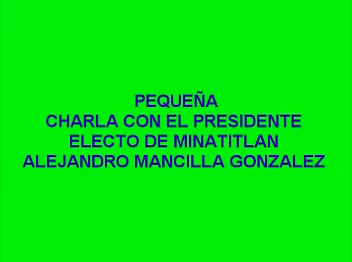 PEQUEÑA
CHARLA CON EL PRESIDENTE
ELECTO DE MINATITLAN
ALEJANDRO MANCILLA GONZALEZ